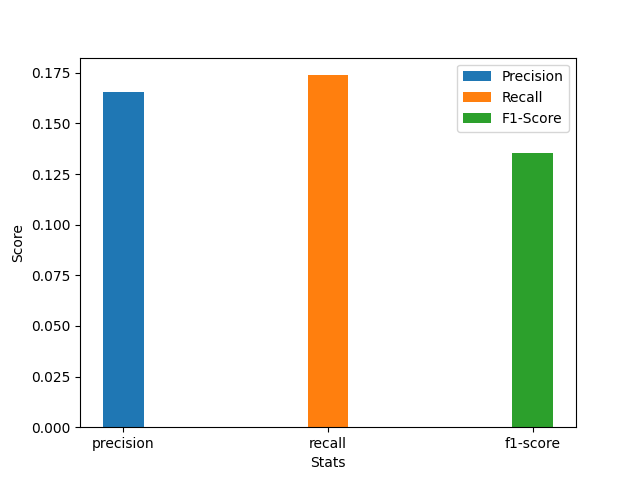 0.175
0.150
0.125
0.100
0.075
0.050
0.025
0.000
Score
precision
recall
f1-score
Stats
Precision
Recall
F1-Score